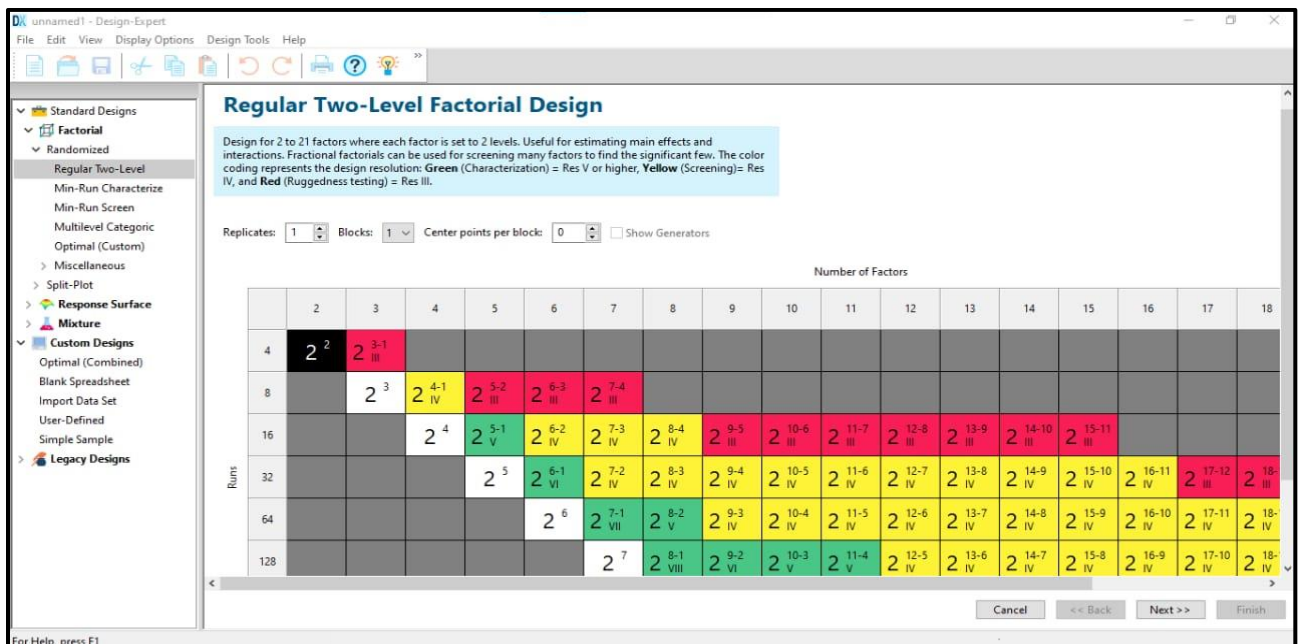 DX unnamed1 - Design-Expert
File Edit View Display Options Design Tools Help
»
Standard Designs
Factorial
Randomized
Regular Two-Level
Min-Run Characterize
Min-Run Screen
Multilevel Categoric
Optimal (Custom)
Miscellaneous
Split-Plot
Response Surface
Mixture
Custom Designs
Optimal (Combined)
Blank Spreadsheet
Import Data Set
User-Defined
Simple Sample
Legacy Designs
Regular Two-Level Factorial Design
Design for 2 to 21 factors where each factor is set to 2 levels. Useful for estimating main effects and
interactions. Fractional factorials can be used for screening many factors to find the significant few. The color
coding represents the design resolution: Green (Characterization) = Res V or higher, Yellow (Screening)= Res
IV, and Red (Ruggedness testing) = Res III.
Replicates: 1 Blocks: 1 Center points per block: 0 Show Generators
Number of Factors
2 3 4 5 6 7 8 9 10 11 12 13 14 15 16 17 18
Runs
4 2 2 2 3-1 III
8 2 3 2 4-1 IV 2 5-2 III 2 6-3 III 2 7-4 III
16 2 4 2 5-1 V 2 6-2 IV 2 7-3 IV 2 8-4 IV 2 9-5 III 2 10-6 III 2 11-7 III 2 12-8 III 2 13-9 III 2 14-10 III 2 15-11 III
32 2 5 2 6-1 VI 2 7-2 IV 2 8-3 IV 2 9-4 IV 2 10-5 IV 2 11-6 IV 2 12-7 IV 2 13-8 IV 2 14-9 IV 2 15-10 IV 2 16-11 IV 2 17-12 III 2 18- III
64 2 6 2 7-1 VII 2 8-2 V 2 9-3 IV 2 10-4 IV 2 11-5 IV 2 12-6 IV 2 13-7 IV 2 14-8 IV 2 15-9 IV 2 16-10 IV 2 17-11 IV 2 18- IV
128 2 7 2 8-1 VIII 2 9-2 VI 2 10-3 V 2 11-4 V 2 12-5 IV 2 13-6 IV 2 14-7 IV 2 15-8 IV 2 16-9 IV 2 17-10 IV 2 18- IV
Cancel << Back Next >> Finish
For Help, press F1